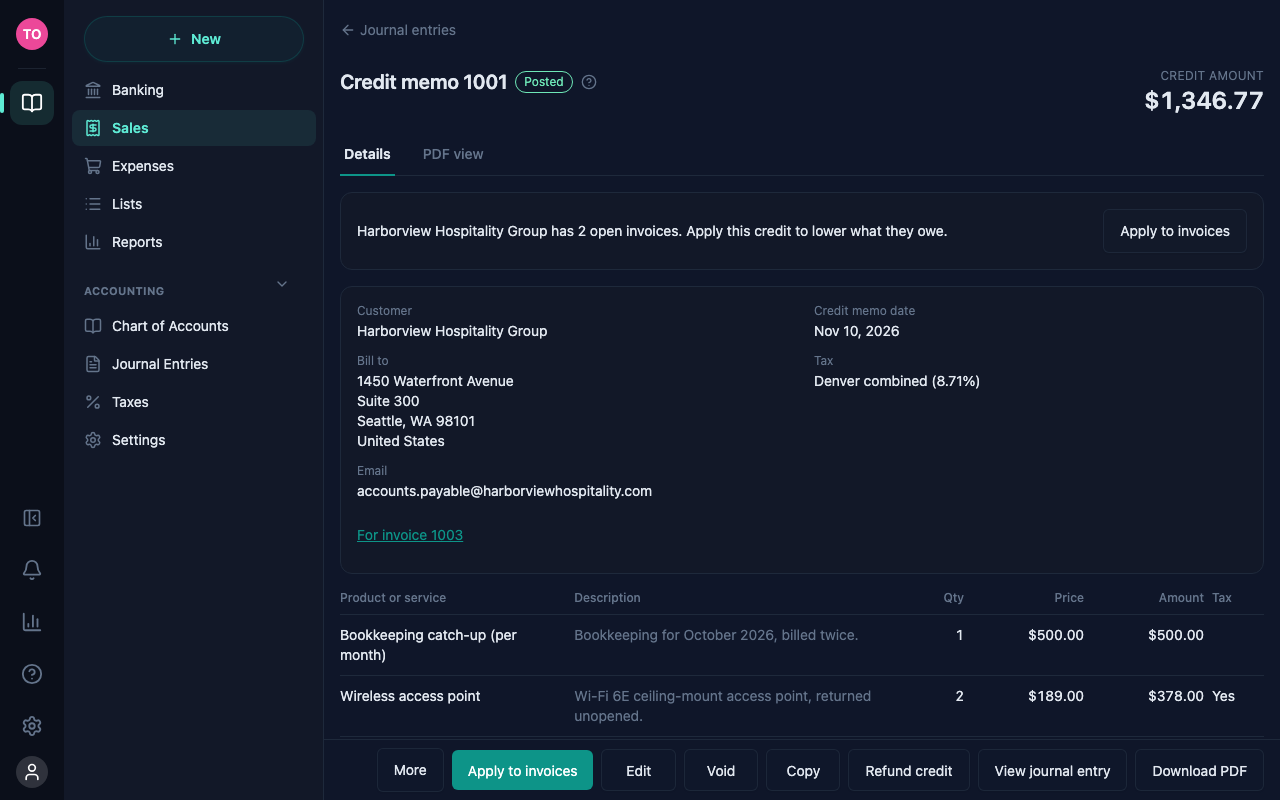 TO
New
Banking
Sales
Expenses
Lists
Reports
ACCOUNTING
Chart of Accounts
Journal Entries
Taxes
Settings
Journal entries
Credit memo 1001 Posted
CREDIT AMOUNT
$1,346.77
Details PDF view
Harborview Hospitality Group has 2 open invoices. Apply this credit to lower what they owe.
Apply to invoices
Customer
Harborview Hospitality Group
Credit memo date
Nov 10, 2026
Bill to
1450 Waterfront Avenue
Suite 300
Seattle, WA 98101
United States
Tax
Denver combined (8.71%)
Email
accounts.payable@harborviewhospitality.com
For invoice 1003
Product or service Description Qty Price Amount Tax
Bookkeeping catch-up (per Bookkeeping for October 2026, billed twice. 1 $500.00 $500.00
month)
Wireless access point Wi-Fi 6E ceiling-mount access point, returned 2 $189.00 $378.00 Yes
unopened.
More Apply to invoices Edit Void Copy Refund credit View journal entry Download PDF